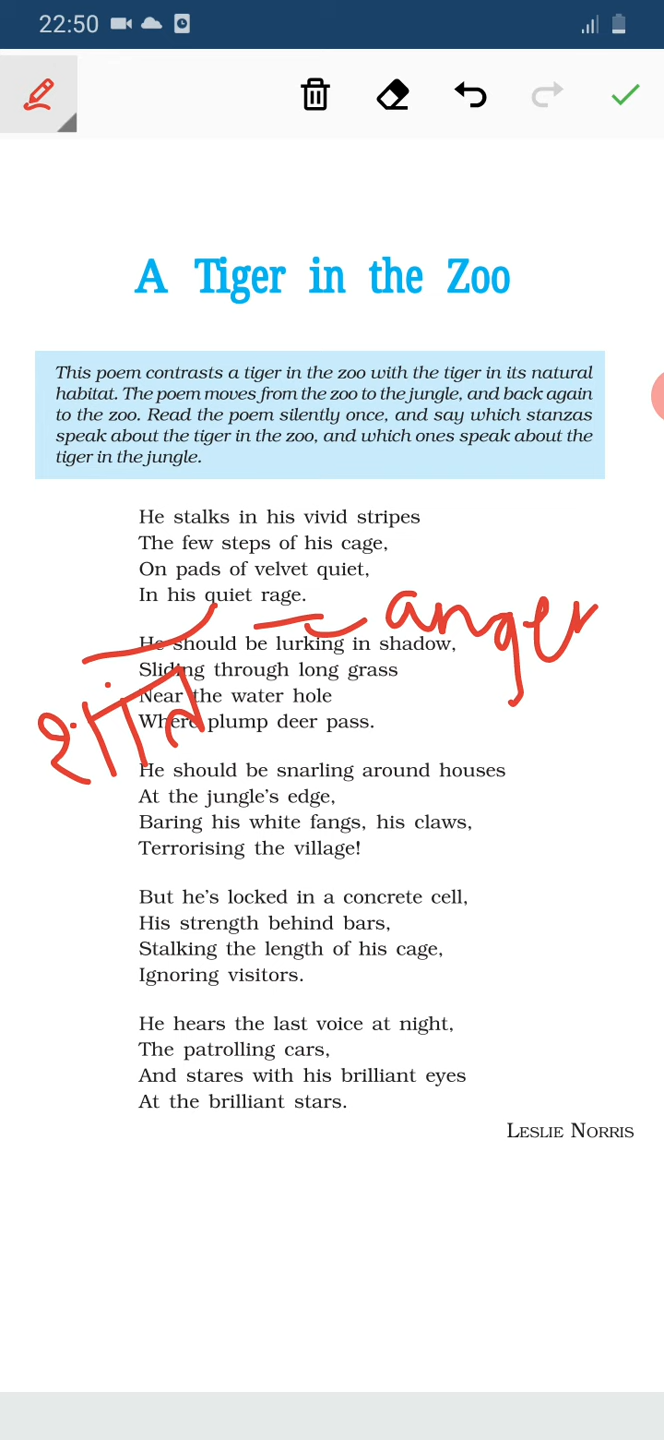 22:50
A Tiger in the Zoo
This poem contrasts a tiger in the zoo with the tiger in its natural
habitat. The poem moves from the zoo to the jungle, and back again
to the zoo. Read the poem silently once, and say which stanzas
speak about the tiger in the zoo, and which ones speak about the
tiger in the jungle.
He stalks in his vivid stripes
The few steps of his cage,
On pads of velvet quiet,
In his quiet rage.
anger
He should be lurking in shadow,
Sliding through long grass
Near the water hole
Where plump deer pass.
शांत
He should be snarling around houses
At the jungle's edge,
Baring his white fangs, his claws,
Terrorising the village!
But he's locked in a concrete cell,
His strength behind bars,
Stalking the length of his cage,
Ignoring visitors.
He hears the last voice at night,
The patrolling cars,
And stares with his brilliant eyes
At the brilliant stars.
LESLIE NORRIS